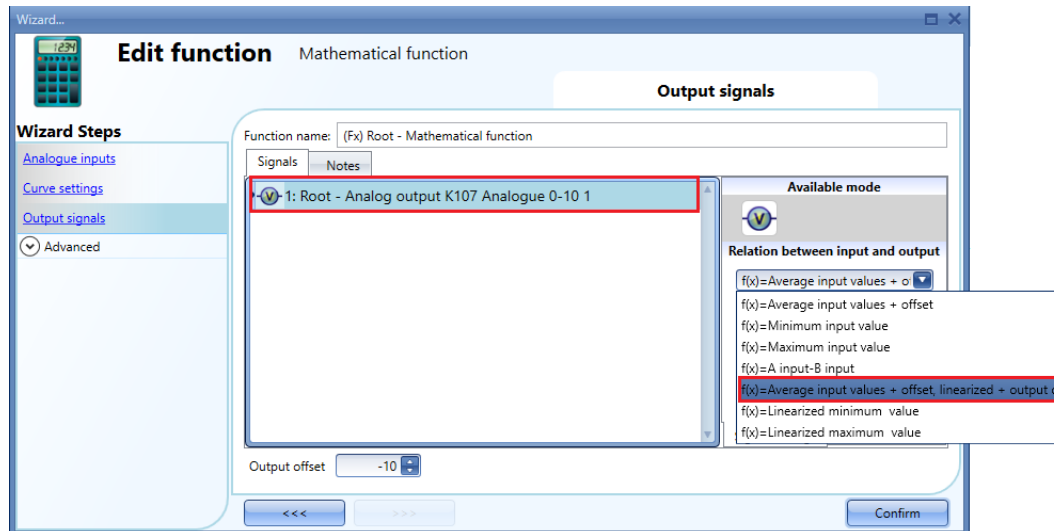 Wizard...
1234
Edit function Mathematical function
Output signals
Wizard Steps
Analogue inputs
Curve settings
Output signals
Advanced
Function name: (Fx) Root - Mathematical function
Signals Notes
V 1: Root - Analog output K107 Analogue 0-10 1
Available mode
V
Relation between input and output
f(x)=Average input values + o
f(x)=Average input values + offset
f(x)=Minimum input value
f(x)=Maximum input value
f(x)=A input-B input
f(x)=Average input values + offset, linearized + output
f(x)=Linearized minimum value
f(x)=Linearized maximum value
Output offset -10
<<< >>> Confirm